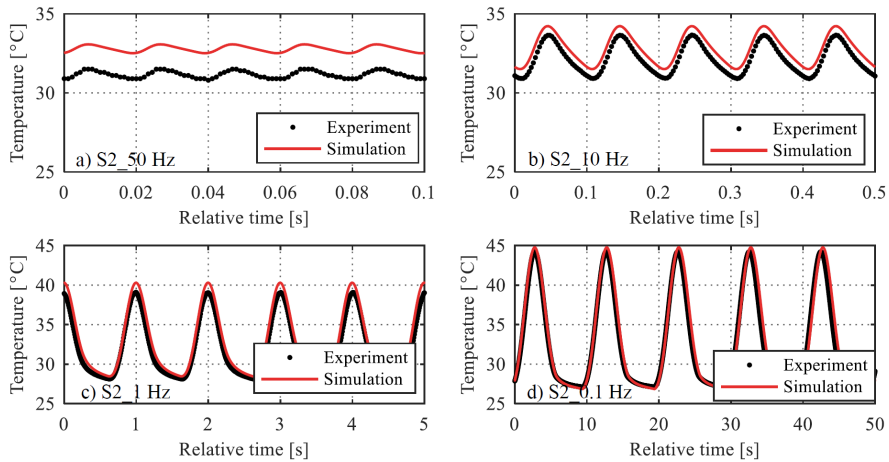 Temperature [°C]
35
30
25
Experiment
Simulation
a) S2_50 Hz
0
0.02
0.04
0.06
0.08
0.1
Relative time [s]
Temperature [°C]
35
30
25
Experiment
Simulation
b) S2_10 Hz
0
0.1
0.2
0.3
0.4
0.5
Relative time [s]
Temperature [°C]
45
40
35
30
25
Experiment
Simulation
c) S2_1 Hz
0
1
2
3
4
5
Relative time [s]
Temperature [°C]
45
40
35
30
25
Experiment
Simulation
d) S2_0.1 Hz
0
10
20
30
40
50
Relative time [s]